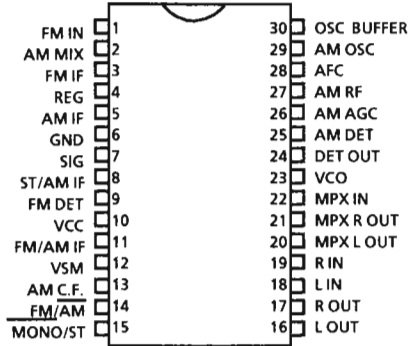 FM IN 1 30 OSC BUFFER
AM MIX 2 29 AM OSC
FM IF 3 28 AFC
REG 4 27 AM RF
AM IF 5 26 AM AGC
GND 6 25 AM DET
SIG 7 24 DET OUT
ST/AM IF 8 23 VCO
FM DET 9 22 MPX IN
VCC 10 21 MPX R OUT
FM/AM IF 11 20 MPX L OUT
VSM 12 19 R IN
AM C.F. 13 18 L IN
FM/AM 14 17 R OUT
MONO/ST 15 16 L OUT